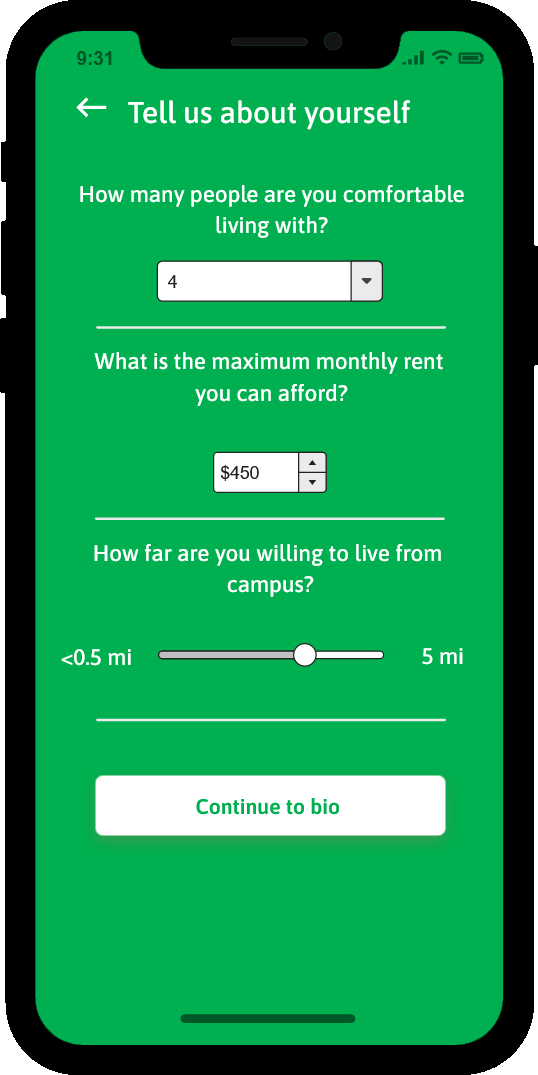 9:31
Tell us about yourself
How many people are you comfortable
living with?
4
What is the maximum monthly rent
you can afford?
$450
How far are you willing to live from
campus?
<0.5 mi 5 mi
Continue to bio